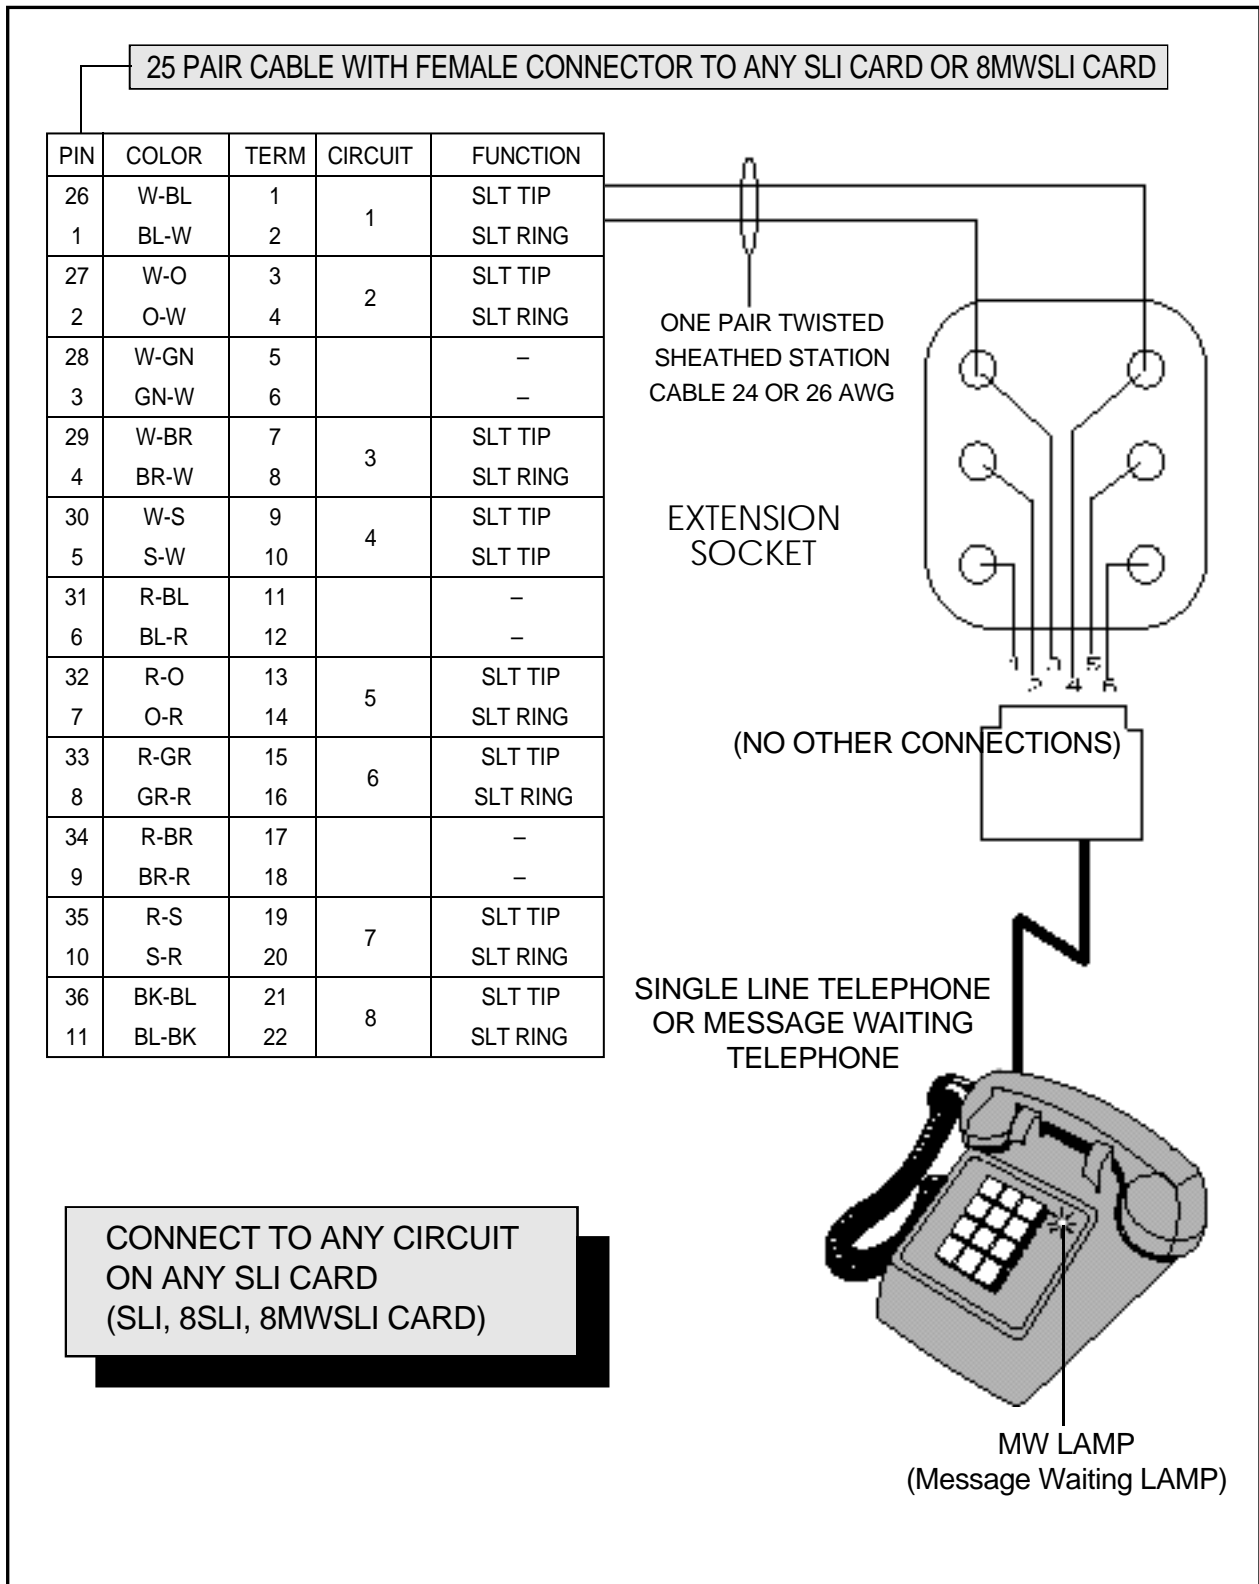 25 PAIR CABLE WITH FEMALE CONNECTOR TO ANY SLI CARD OR 8MWSLI CARD
PIN COLOR TERM CIRCUIT FUNCTION
26 W-BL 1 SLT TIP
1
1 BL-W 2 SLT RING
27 W-O 3 SLT TIP
2
2 O-W 4 SLT RING
28 W-GN 5 –
3 GN-W 6 –
29 W-BR 7 SLT TIP
3
4 BR-W 8 SLT RING
30 W-S 9 SLT TIP
4
5 S-W 10 SLT TIP
31 R-BL 11 –
6 BL-R 12 –
32 R-O 13 SLT TIP
5
7 O-R 14 SLT RING
33 R-GR 15 SLT TIP
6
8 GR-R 16 SLT RING
34 R-BR 17 –
9 BR-R 18 –
35 R-S 19 SLT TIP
7
10 S-R 20 SLT RING
36 BK-BL 21 SLT TIP
8
11 BL-BK 22 SLT RING
ONE PAIR TWISTED
SHEATHED STATION
CABLE 24 OR 26 AWG
EXTENSION
SOCKET
1 3 5
2 4 6
(NO OTHER CONNECTIONS)
SINGLE LINE TELEPHONE
OR MESSAGE WAITING
TELEPHONE
CONNECT TO ANY CIRCUIT
ON ANY SLI CARD
(SLI, 8SLI, 8MWSLI CARD)
MW LAMP
(Message Waiting LAMP)